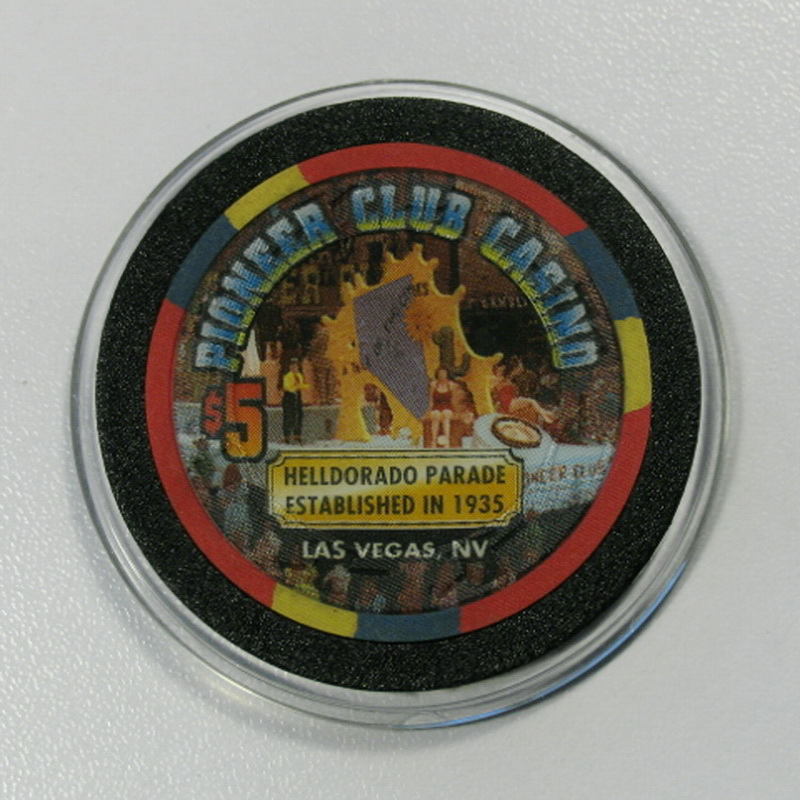 PIONEER CLUB CASINO
$5
HELLDORADO PARADE
ESTABLISHED IN 1935
LAS VEGAS, NV